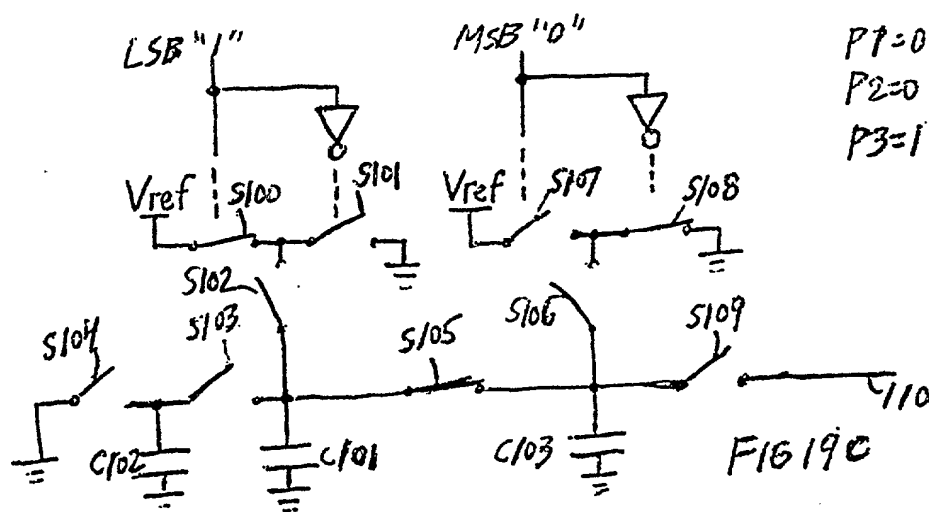 LSB "1"
MSB "0"
P1=0
P2=0
P3=1
Vref
S100
S101
Vref
S107
S108
S102
S103
S104
S105
S106
S109
110
C102
C101
C103
FIG 19C